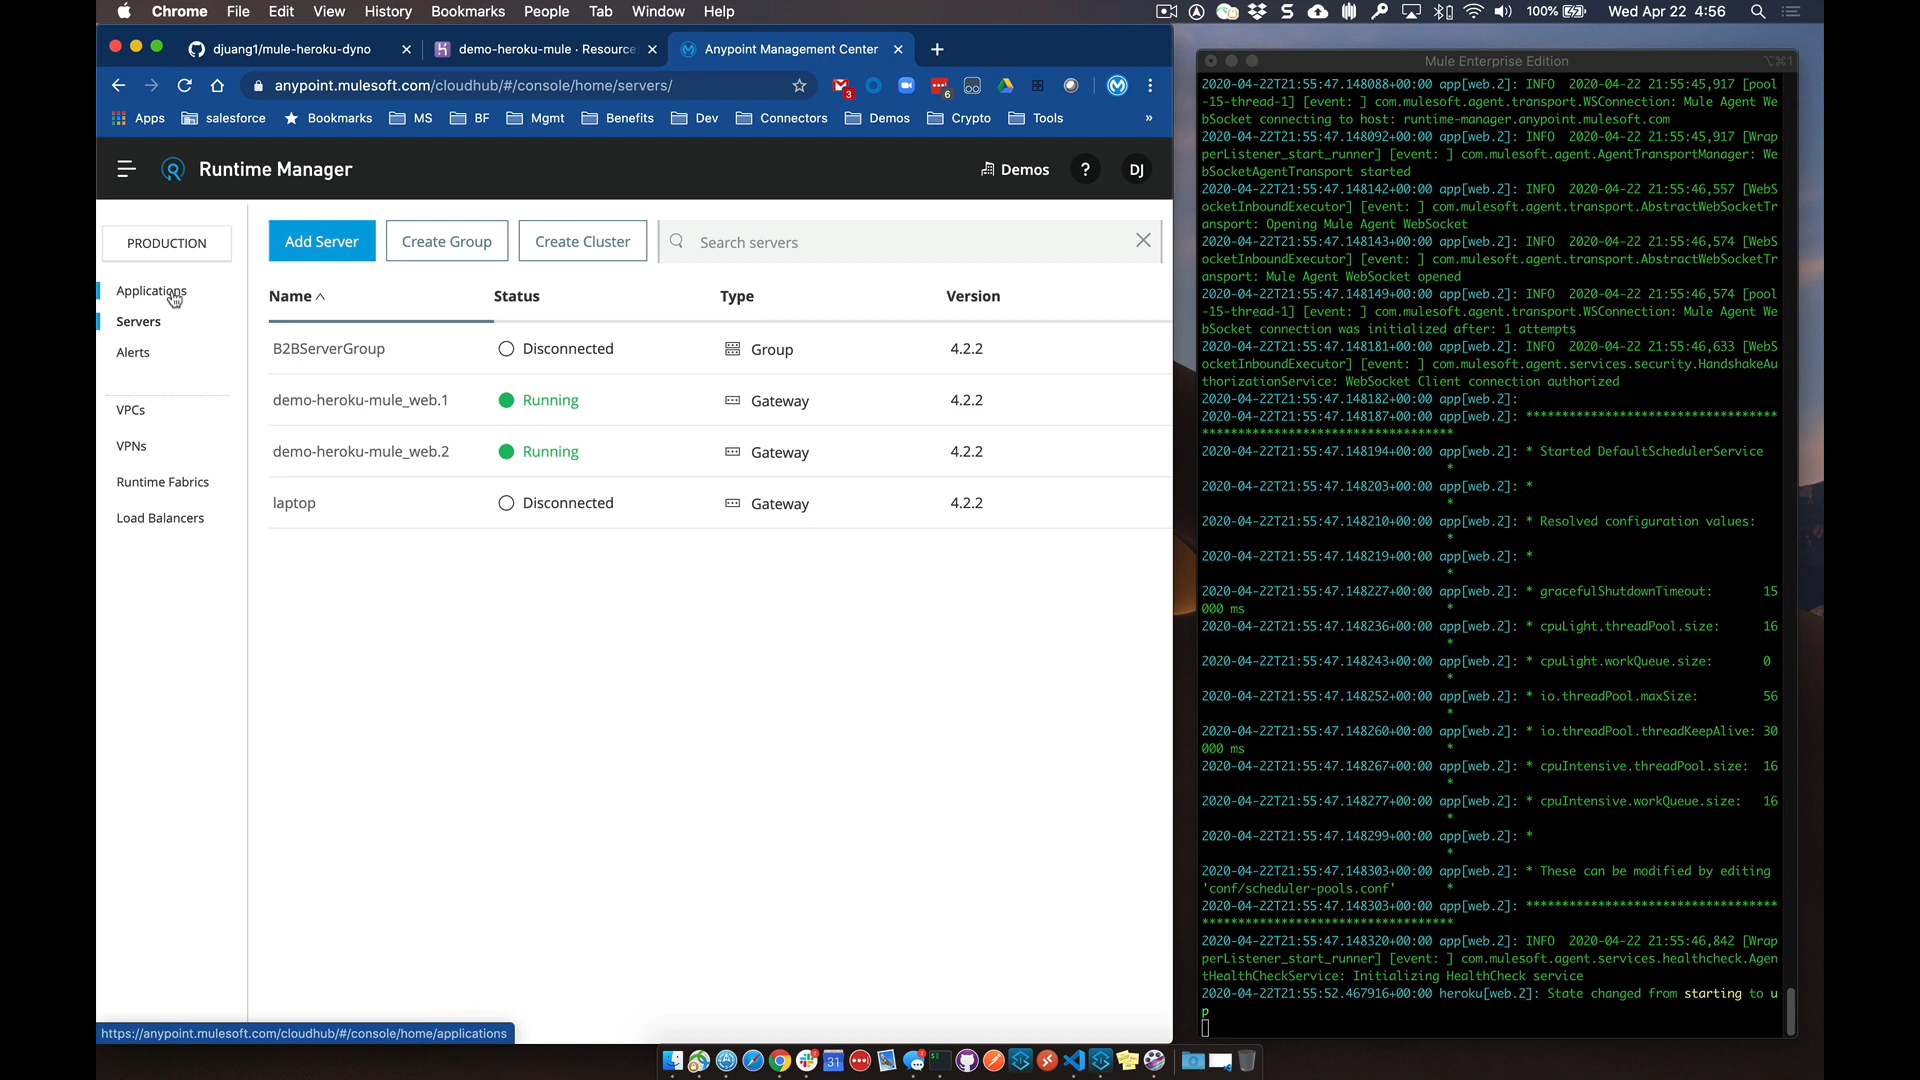 Chrome File Edit View History Bookmarks People Tab Window Help
100% Wed Apr 22 4:56
djuang1/mule-heroku-dyno
demo-heroku-mule · Resource
Anypoint Management Center
anypoint.mulesoft.com/cloudhub/#/console/home/servers/
3
6
Apps salesforce Bookmarks MS BF Mgmt Benefits Dev Connectors Demos Crypto Tools »
Runtime Manager
Demos ? DJ
PRODUCTION
Applications
Servers
Alerts
VPCs
VPNs
Runtime Fabrics
Load Balancers
Add Server Create Group Create Cluster Search servers
Name Status Type Version
B2BServerGroup Disconnected Group 4.2.2
demo-heroku-mule_web.1 Running Gateway 4.2.2
demo-heroku-mule_web.2 Running Gateway 4.2.2
laptop Disconnected Gateway 4.2.2
https://anypoint.mulesoft.com/cloudhub/#/console/home/applications
Mule Enterprise Edition ⌥⌘1
2020-04-22T21:55:47.148088+00:00 app[web.2]: INFO  2020-04-22 21:55:45,917 [pool
-15-thread-1] [event: ] com.mulesoft.agent.transport.WSConnection: Mule Agent We
bSocket connecting to host: runtime-manager.anypoint.mulesoft.com
2020-04-22T21:55:47.148092+00:00 app[web.2]: INFO  2020-04-22 21:55:45,917 [Wrap
perListener_start_runner] [event: ] com.mulesoft.agent.AgentTransportManager: We
bSocketAgentTransport started
2020-04-22T21:55:47.148142+00:00 app[web.2]: INFO  2020-04-22 21:55:46,557 [WebS
ocketInboundExecutor] [event: ] com.mulesoft.agent.transport.AbstractWebSocketTr
ansport: Opening Mule Agent WebSocket
2020-04-22T21:55:47.148143+00:00 app[web.2]: INFO  2020-04-22 21:55:46,574 [WebS
ocketInboundExecutor] [event: ] com.mulesoft.agent.transport.AbstractWebSocketTr
ansport: Mule Agent WebSocket opened
2020-04-22T21:55:47.148149+00:00 app[web.2]: INFO  2020-04-22 21:55:46,574 [pool
-15-thread-1] [event: ] com.mulesoft.agent.transport.WSConnection: Mule Agent We
bSocket connection was initialized after: 1 attempts
2020-04-22T21:55:47.148181+00:00 app[web.2]: INFO  2020-04-22 21:55:46,633 [WebS
ocketInboundExecutor] [event: ] com.mulesoft.agent.services.security.HandshakeAu
thorizationService: WebSocket Client connection authorized
2020-04-22T21:55:47.148182+00:00 app[web.2]:
2020-04-22T21:55:47.148187+00:00 app[web.2]: ***********************************
***********************************
2020-04-22T21:55:47.148194+00:00 app[web.2]: * Started DefaultSchedulerService
*
2020-04-22T21:55:47.148203+00:00 app[web.2]: *
*
2020-04-22T21:55:47.148210+00:00 app[web.2]: * Resolved configuration values:
*
2020-04-22T21:55:47.148219+00:00 app[web.2]: *
*
2020-04-22T21:55:47.148227+00:00 app[web.2]: * gracefulShutdownTimeout:       15
000 ms                            *
2020-04-22T21:55:47.148236+00:00 app[web.2]: * cpuLight.threadPool.size:      16
*
2020-04-22T21:55:47.148243+00:00 app[web.2]: * cpuLight.workQueue.size:       0
*
2020-04-22T21:55:47.148252+00:00 app[web.2]: * io.threadPool.maxSize:         56
*
2020-04-22T21:55:47.148260+00:00 app[web.2]: * io.threadPool.threadKeepAlive: 30
000 ms                            *
2020-04-22T21:55:47.148267+00:00 app[web.2]: * cpuIntensive.threadPool.size:  16
*
2020-04-22T21:55:47.148277+00:00 app[web.2]: * cpuIntensive.workQueue.size:   16
*
2020-04-22T21:55:47.148299+00:00 app[web.2]: *
*
2020-04-22T21:55:47.148303+00:00 app[web.2]: * These can be modified by editing
'conf/scheduler-pools.conf'       *
2020-04-22T21:55:47.148303+00:00 app[web.2]: ***********************************
***********************************
2020-04-22T21:55:47.148320+00:00 app[web.2]: INFO  2020-04-22 21:55:46,842 [Wrap
perListener_start_runner] [event: ] com.mulesoft.agent.services.healthcheck.Agen
tHealthCheckService: Initializing HealthCheck service
2020-04-22T21:55:52.467916+00:00 heroku[web.2]: State changed from starting to u
p
31